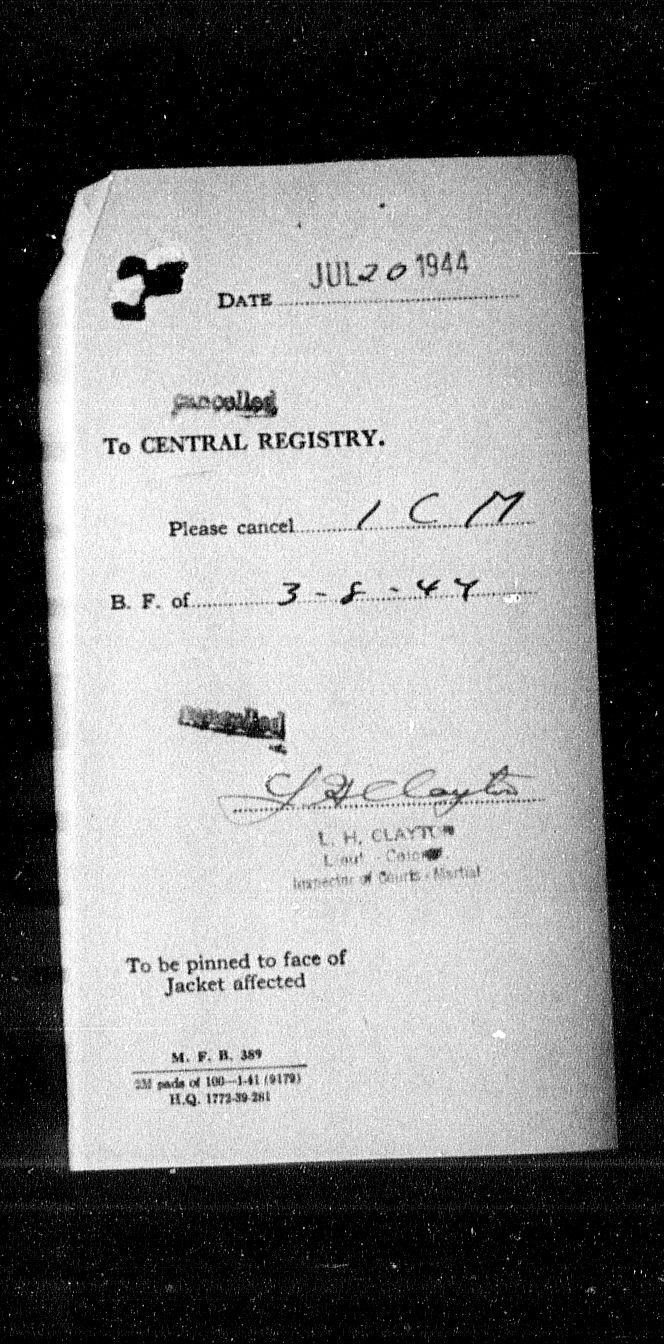 DATE JUL 20 1944
cancelled
To CENTRAL REGISTRY.
Please cancel I C M
B. F. of 3-8-44
cancelled
L H Clayton
L. H. CLAYTON
Lieut.-Colonel.
Inspector of Courts-Martial
To be pinned to face of
Jacket affected
M. F. B. 389
pads of 100—1-41 (9179)
H.Q. 1772-39-281